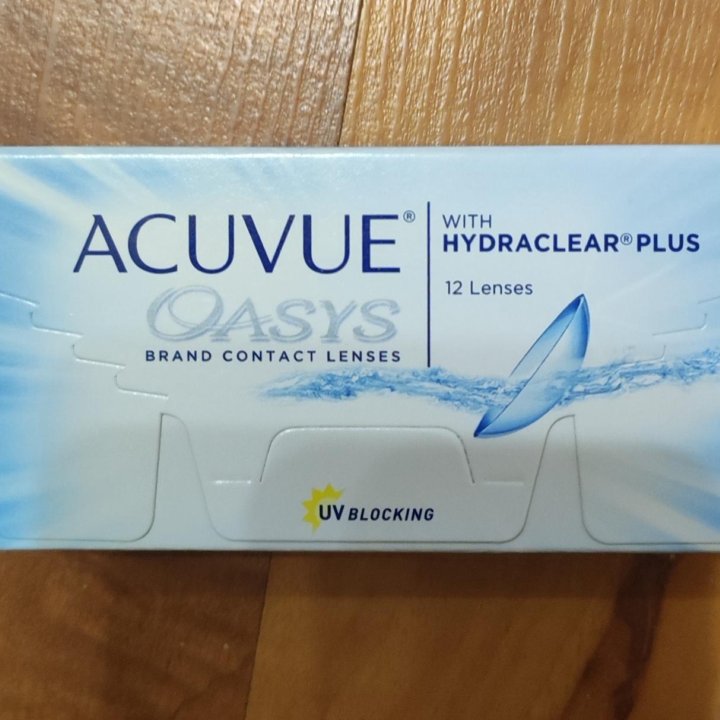 ACUVUE®
OASYS
BRAND CONTACT LENSES
WITH
HYDRACLEAR® PLUS
12 Lenses
UV BLOCKING